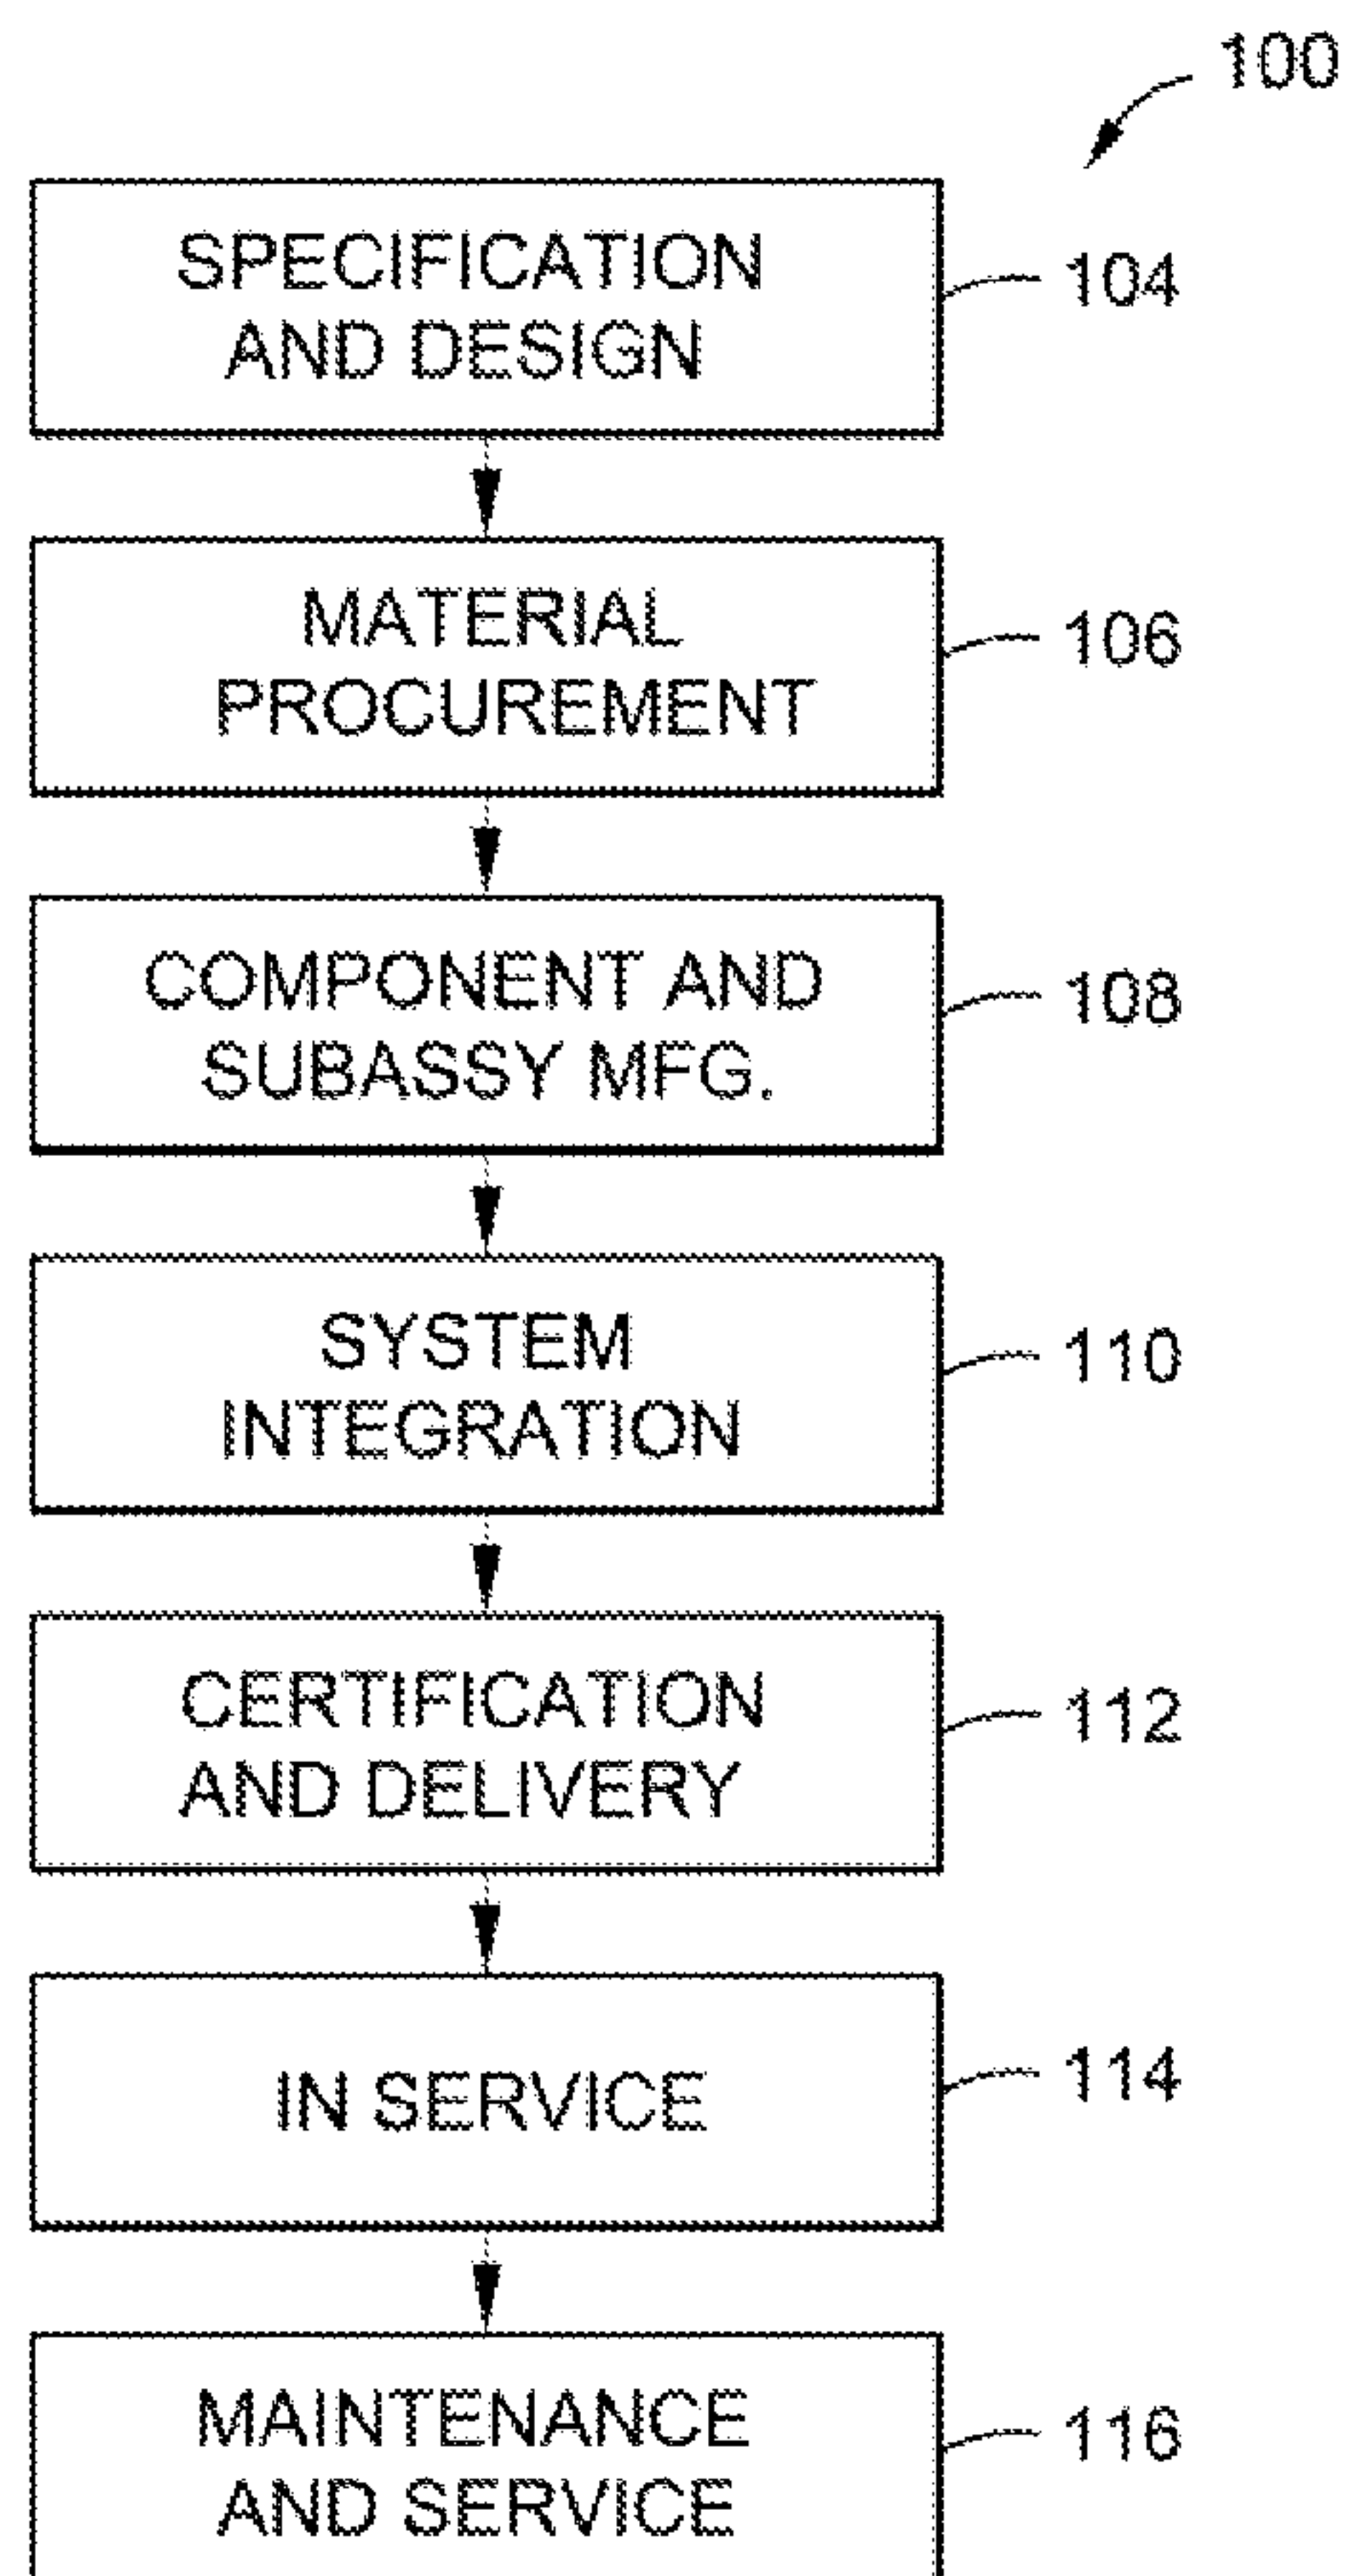 100
SPECIFICATION
AND DESIGN
104
MATERIAL
PROCUREMENT
106
COMPONENT AND
SUBASSY MFG.
108
SYSTEM
INTEGRATION
110
CERTIFICATION
AND DELIVERY
112
IN SERVICE
114
MAINTENANCE
AND SERVICE
116